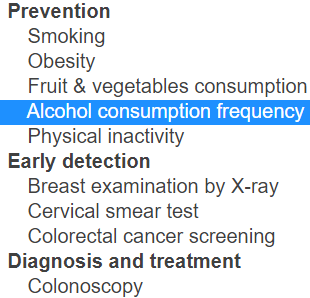 Prevention
Smoking
Obesity
Fruit & vegetables consumption
Alcohol consumption frequency
Physical inactivity
Early detection
Breast examination by X-ray
Cervical smear test
Colorectal cancer screening
Diagnosis and treatment
Colonoscopy